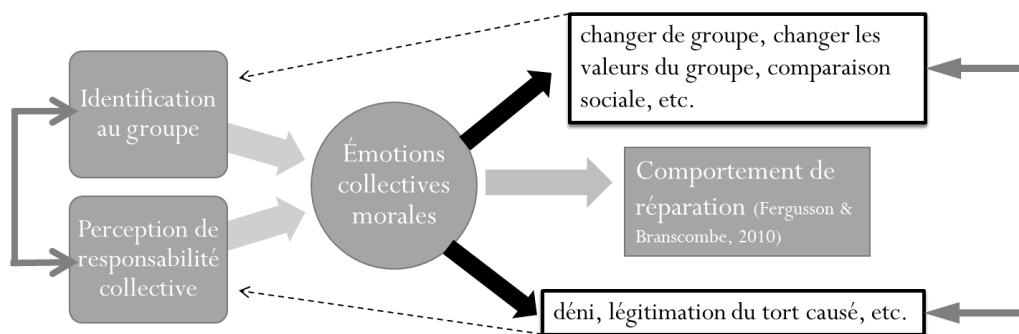 changer de groupe, changer les
valeurs du groupe, comparaison
sociale, etc.
Identification
au groupe
Émotions
collectives
morales
Comportement de
réparation (Fergusson &
Branscombe, 2010)
Perception de
responsabilité
collective
déni, légitimation du tort causé, etc.